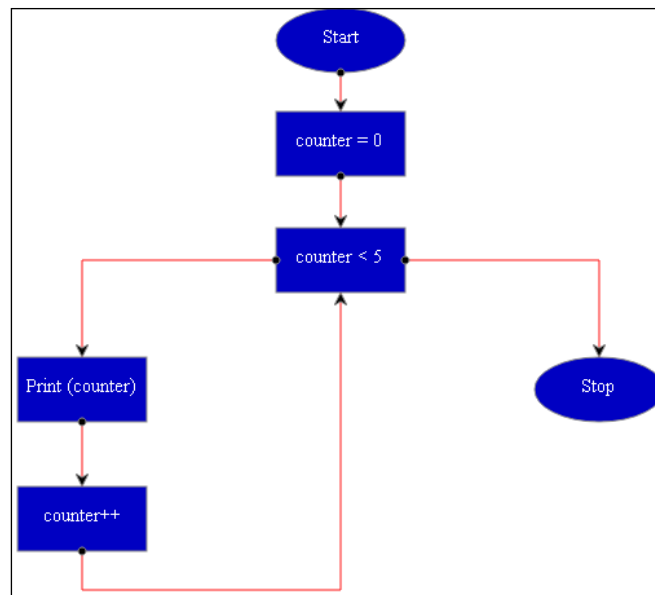 Start
counter = 0
counter < 5
Print (counter)
Stop
counter++